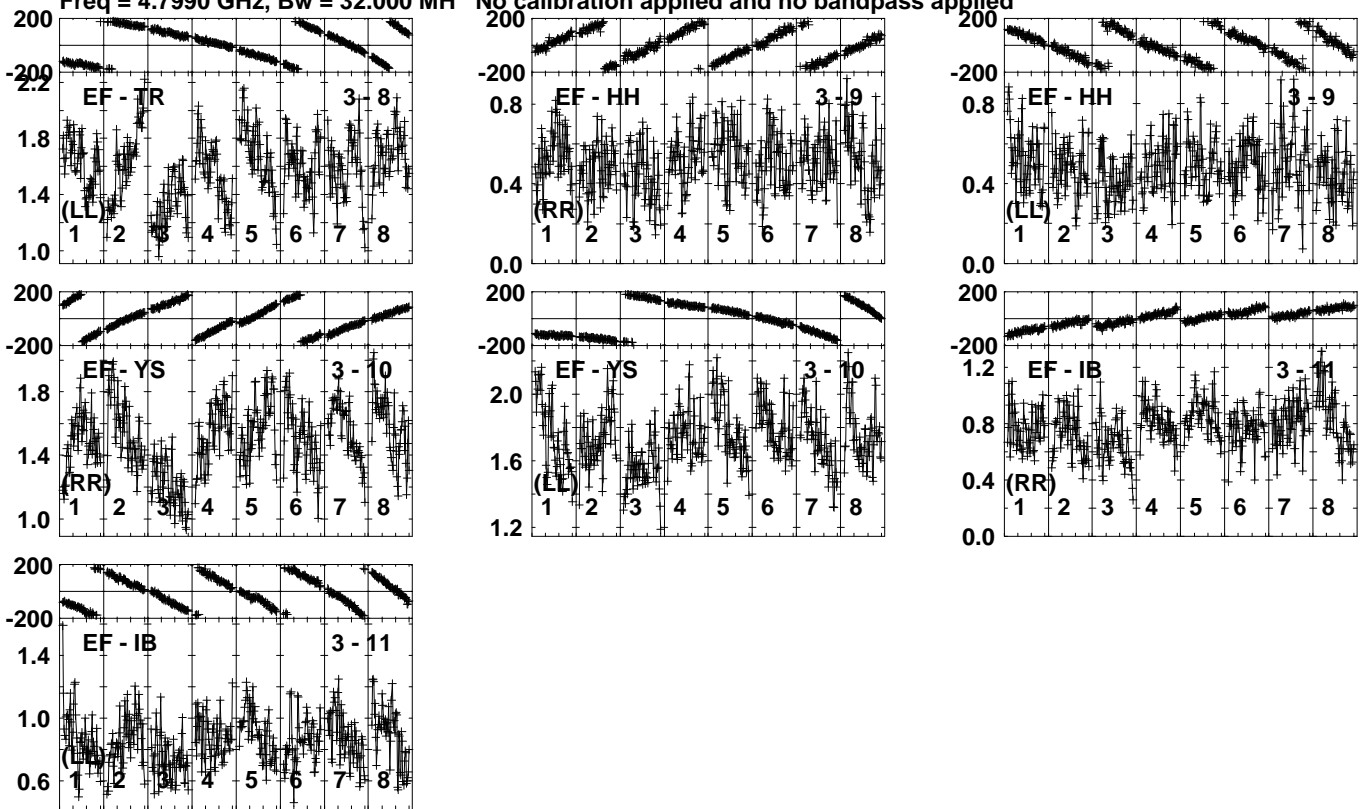 Freq = 4.7990 GHz, Bw = 32.000 MH No calibration applied and no bandpass applied
200
-200
2.2
1.8
1.4
1.0
EF - TR 3 - 8
(LL)
1 2 3 4 5 6 7 8
200
-200
0.8
0.4
0.0
EF - HH 3 - 9
(RR)
1 2 3 4 5 6 7 8
200
-200
0.8
0.4
0.0
EF - HH 3 - 9
(LL)
1 2 3 4 5 6 7 8
200
-200
1.8
1.4
1.0
EF - YS 3 - 10
(RR)
1 2 3 4 5 6 7 8
200
-200
2.0
1.6
1.2
EF - YS 3 - 10
(LL)
1 2 3 4 5 6 7 8
200
-200
1.2
0.8
0.4
0.0
EF - IB 3 - 11
(RR)
1 2 3 4 5 6 7 8
200
-200
1.4
1.0
0.6
EF - IB 3 - 11
(LL)
1 2 3 4 5 6 7 8